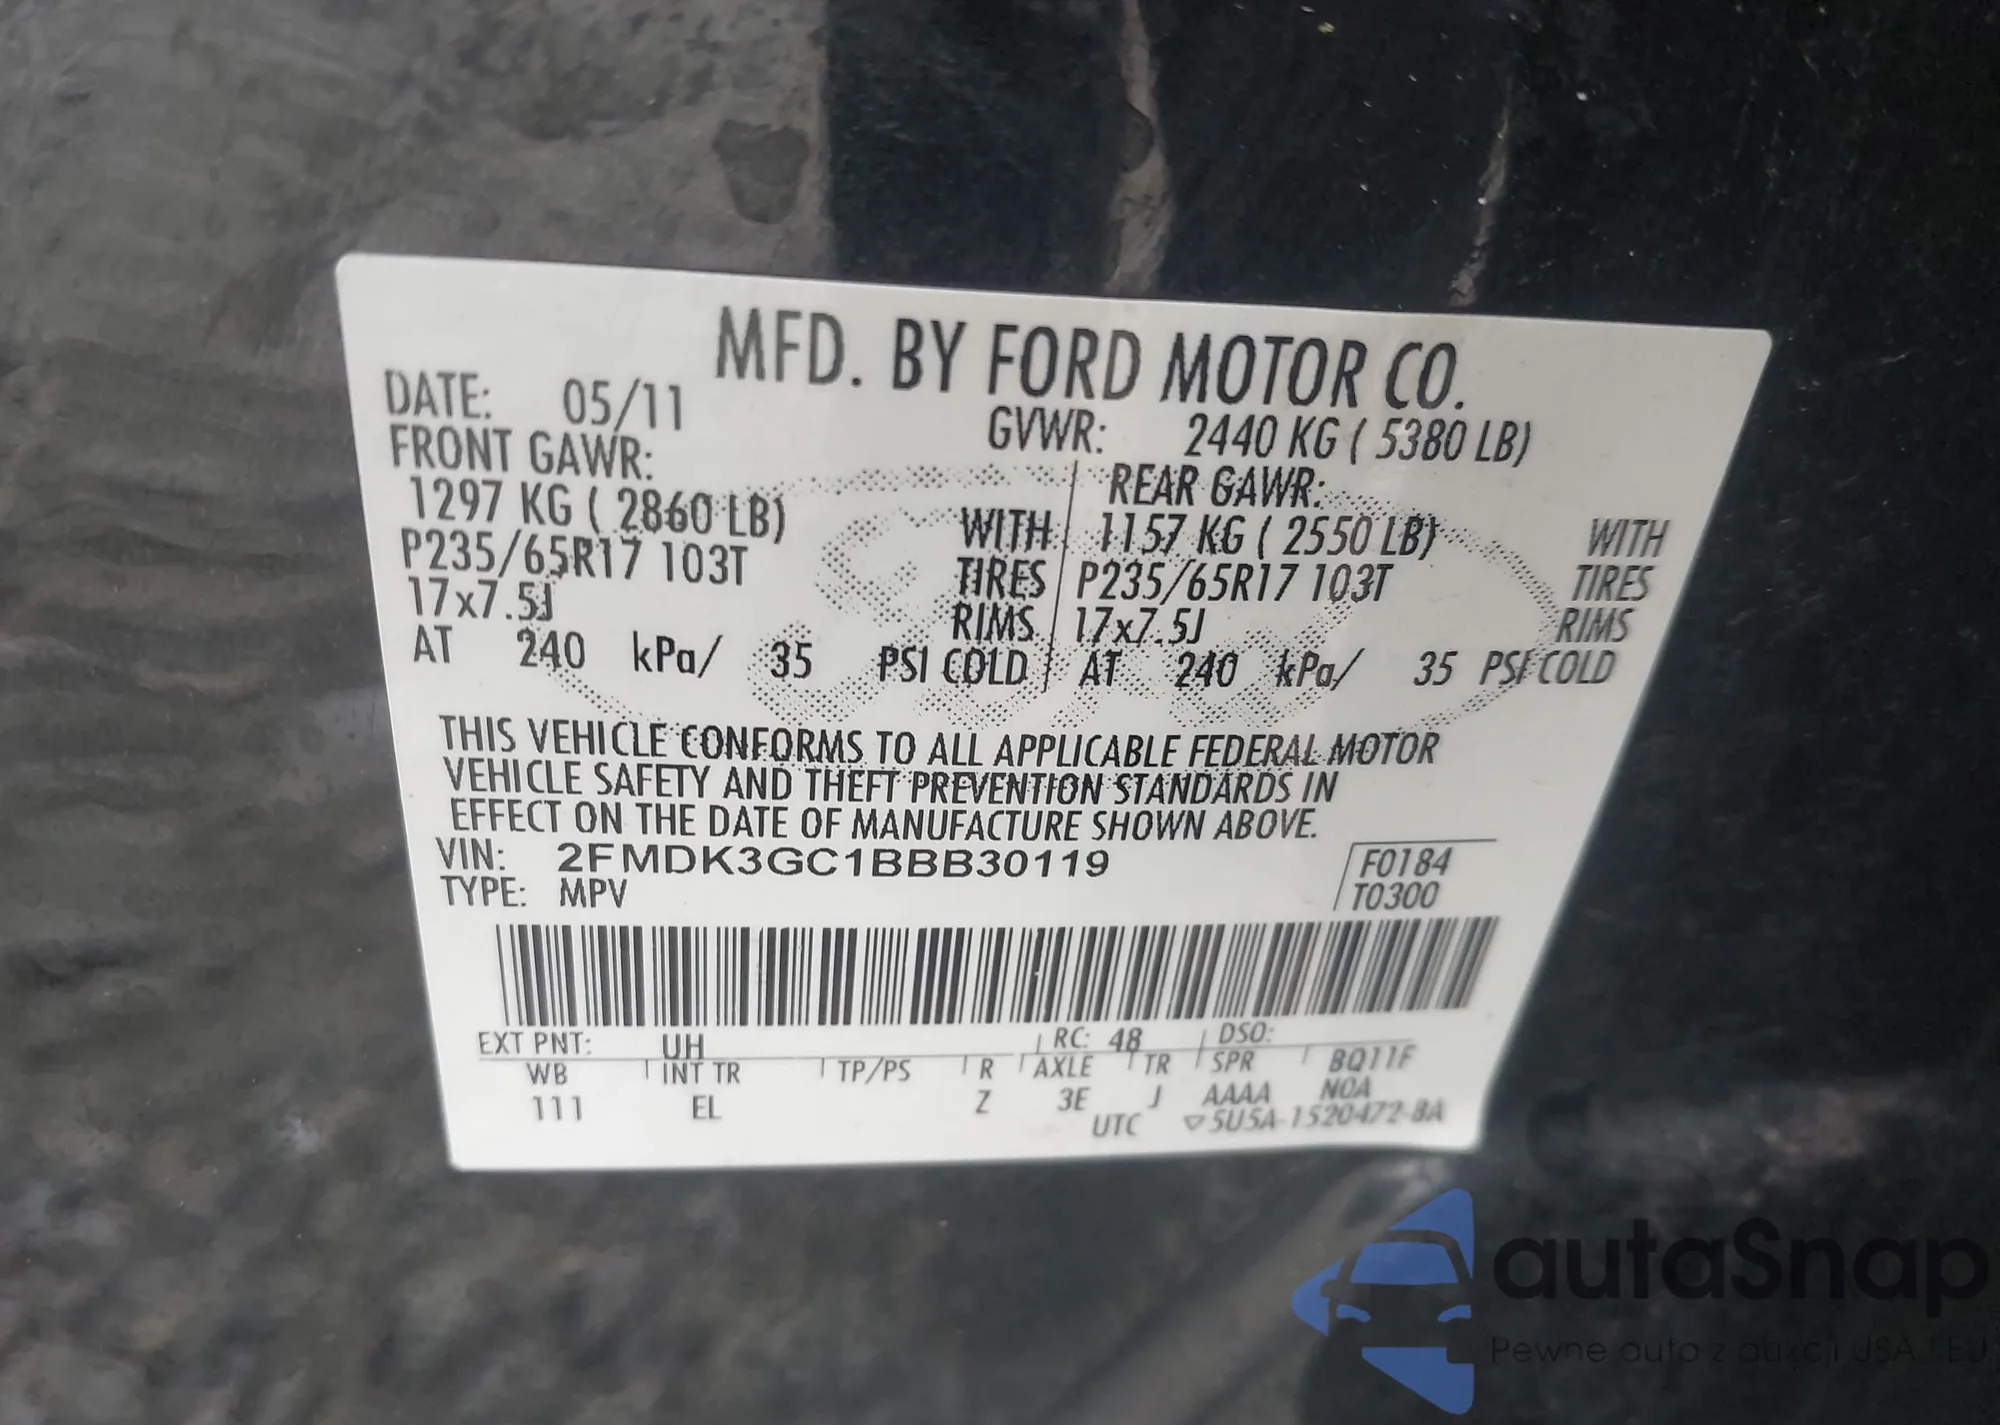 MFD. BY FORD MOTOR CO.
DATE: 05/11 GVWR: 2440 KG ( 5380 LB)
FRONT GAWR: REAR GAWR:
1297 KG ( 2860 LB) WITH 1157 KG ( 2550 LB) WITH
P235/65R17 103T TIRES P235/65R17 103T TIRES
17x7.5J RIMS 17x7.5J RIMS
AT 240 kPa/ 35 PSI COLD AT 240 kPa/ 35 PSI COLD
THIS VEHICLE CONFORMS TO ALL APPLICABLE FEDERAL MOTOR
VEHICLE SAFETY AND THEFT PREVENTION STANDARDS IN
EFFECT ON THE DATE OF MANUFACTURE SHOWN ABOVE.
VIN: 2FMDK3GC1BBB30119 F0184
TYPE: MPV T0300
EXT PNT: UH RC: 48 DSO:
WB INT TR TP/PS R AXLE TR SPR BQ11F
111 EL Z 3E J AAAA NOA
UTC ▽5U5A-1520472-BA
autaSnap
Pewne auto z aukcji USA i EU